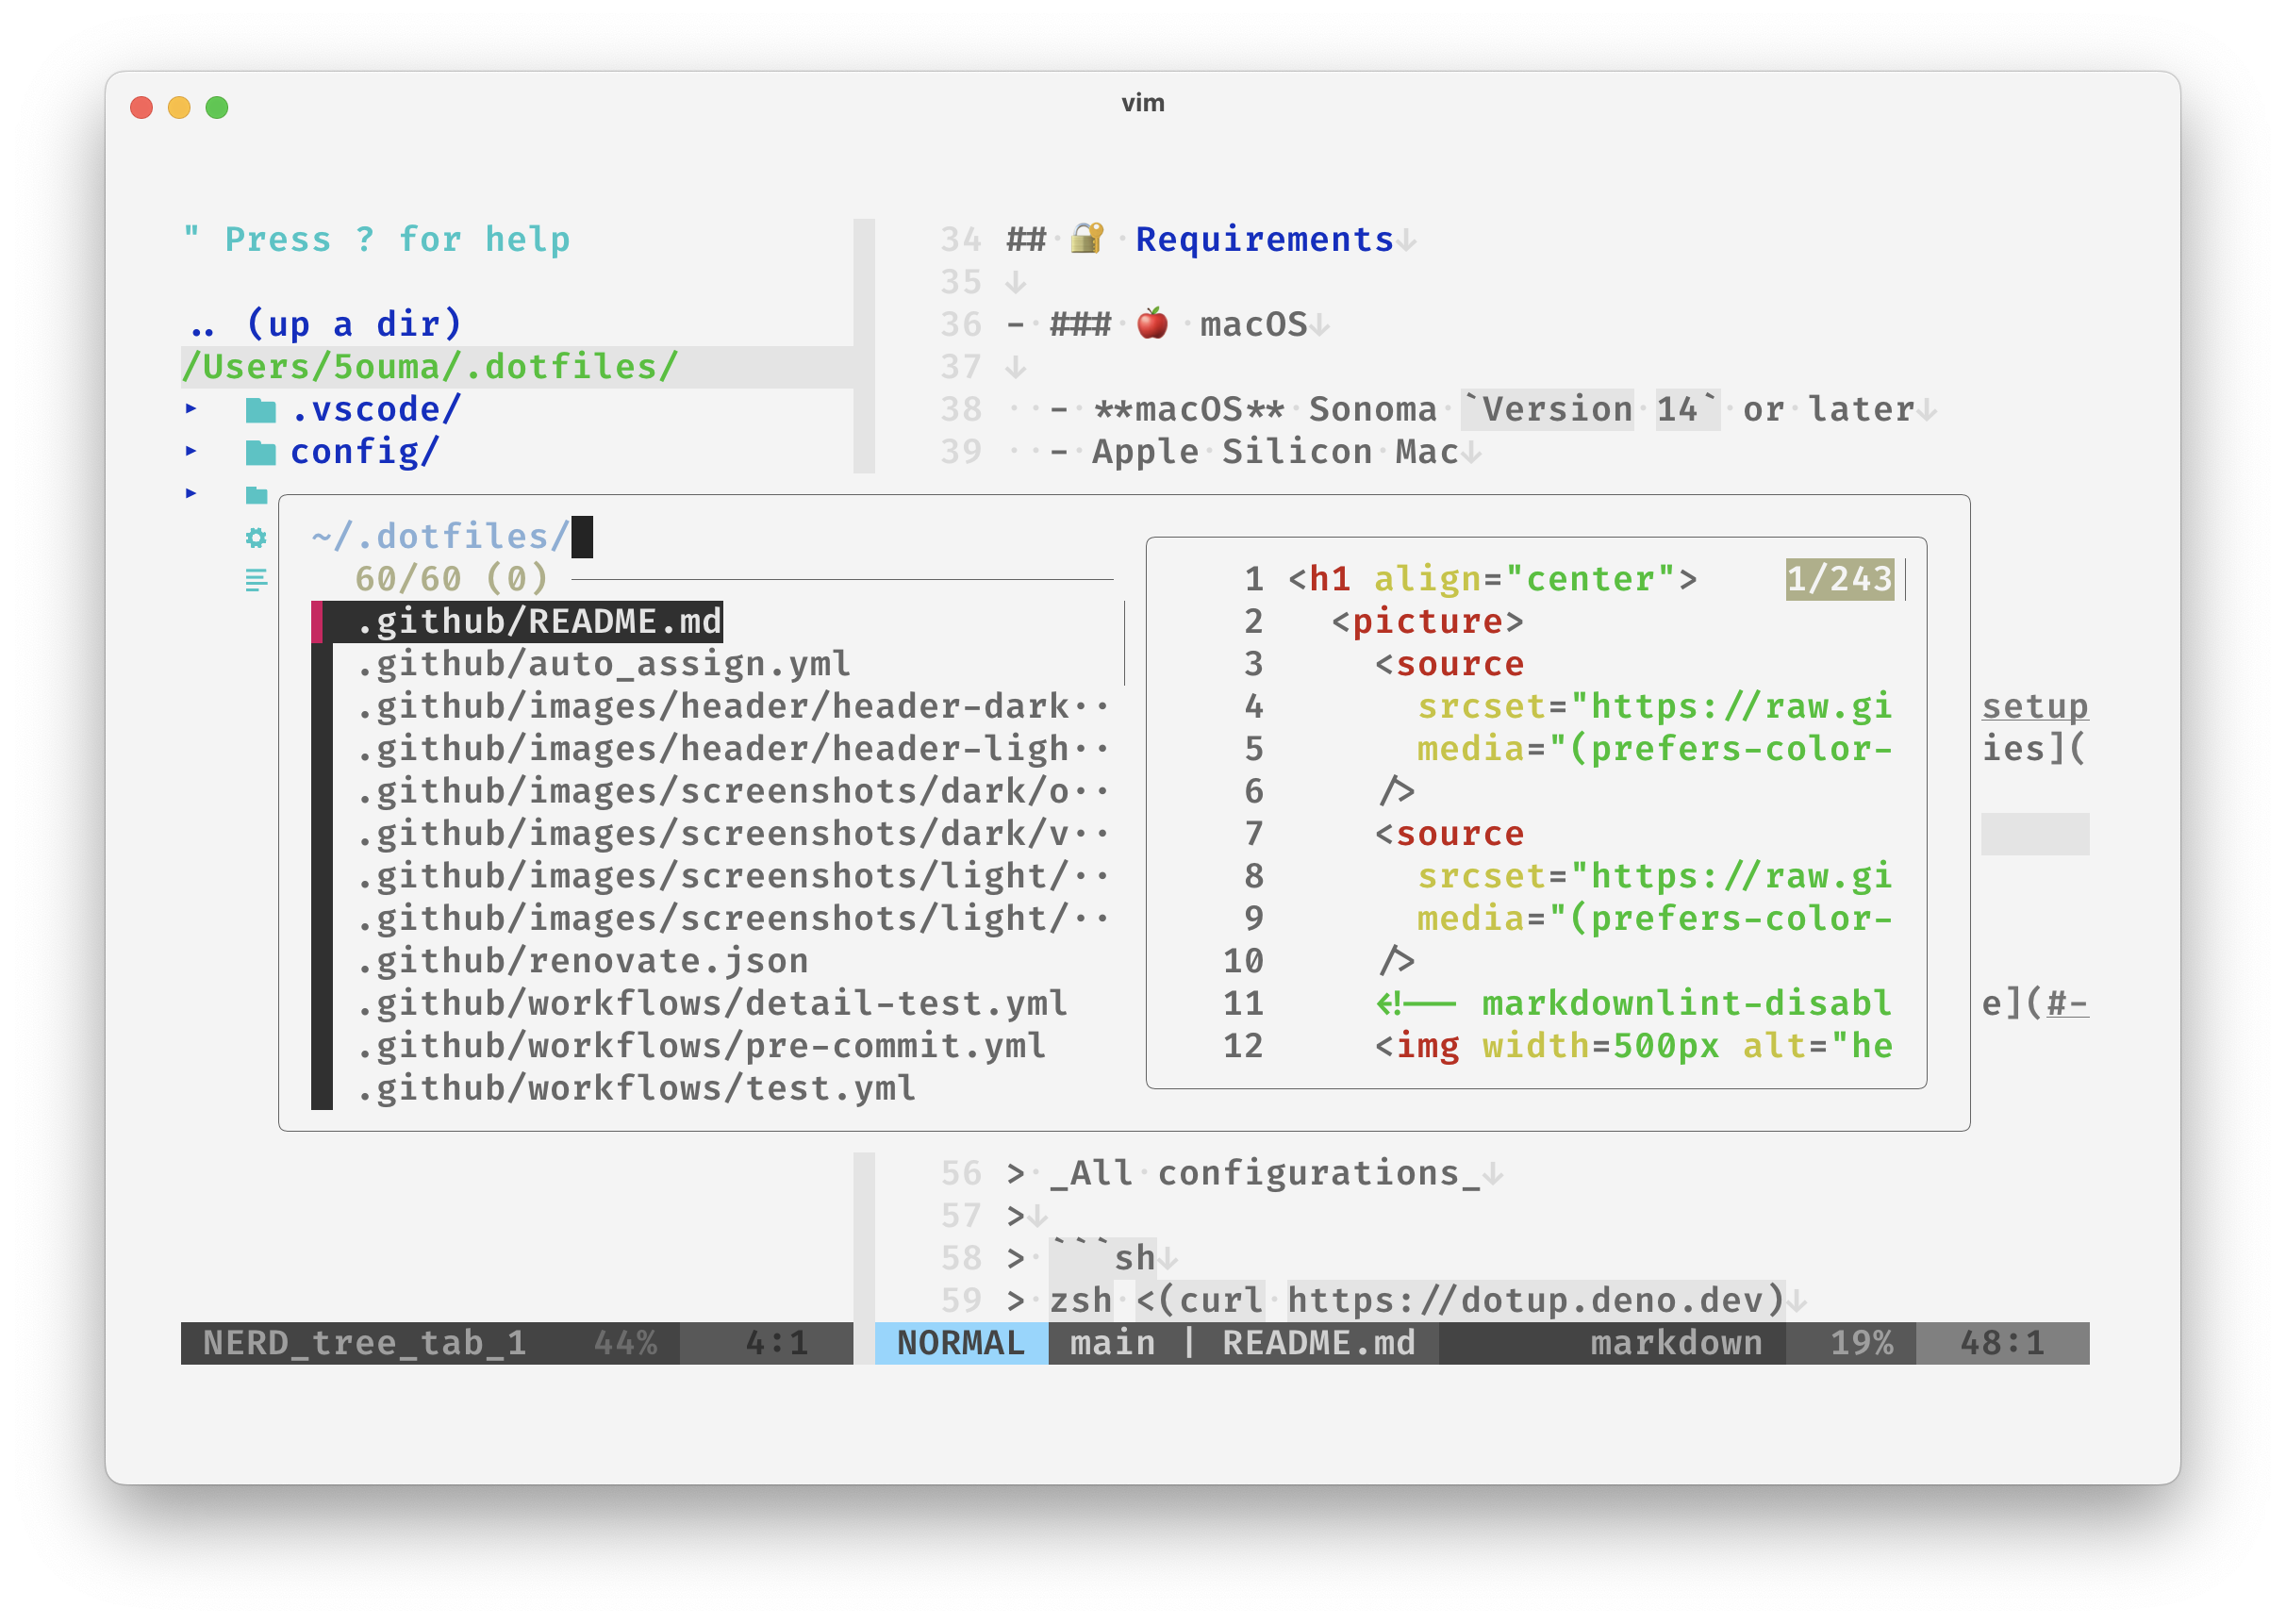 vim
" Press ? for help
.. (up a dir)
/Users/5ouma/.dotfiles/
▸ .vscode/
▸ config/
▸
34 ## · 🔐 · Requirements↓
35 ↓
36 - · ### · 🍎 · macOS↓
37 ↓
38 ··-·**macOS**·Sonoma·`Version·14`·or·later↓
39 ··-·Apple·Silicon·Mac↓
~/.dotfiles/
60/60 (0)
.github/README.md
.github/auto_assign.yml
.github/images/header/header-dark··
.github/images/header/header-ligh··
.github/images/screenshots/dark/o··
.github/images/screenshots/dark/v··
.github/images/screenshots/light/··
.github/images/screenshots/light/··
.github/renovate.json
.github/workflows/detail-test.yml
.github/workflows/pre-commit.yml
.github/workflows/test.yml
1 <h1 align="center"> 1/243
2 <picture>
3 <source
4 srcset="https://raw.gi
5 media="(prefers-color-
6 />
7 <source
8 srcset="https://raw.gi
9 media="(prefers-color-
10 />
11 <!-- markdownlint-disabl
12 <img width=500px alt="he
setup
ies](
e](#-
56 >·_All·configurations_↓
57 >↓
58 >·```sh↓
59 >·zsh·<(curl·https://dotup.deno.dev)↓
NERD_tree_tab_1 44% 4:1
NORMAL main | README.md markdown 19% 48:1